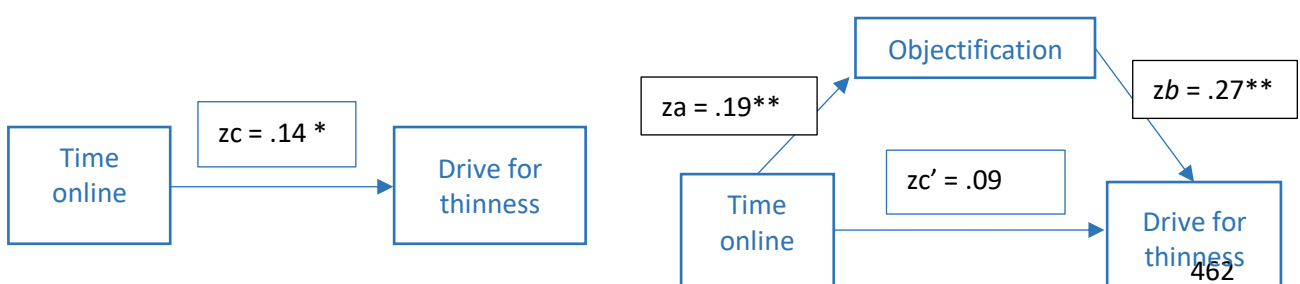 Time
online
zc = .14 *
Drive for
thinness
Objectification
za = .19**
zb = .27**
zc’ = .09
Time
online
Drive for
thinness
462